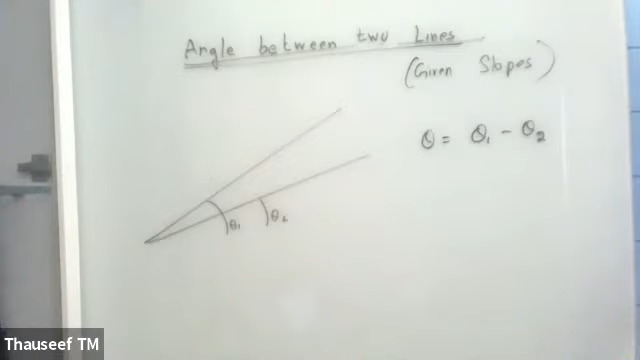 Angle between two Lines
(Given Slopes)
θ = θ₁ - θ₂
θ₁ θ₂
Thauseef TM